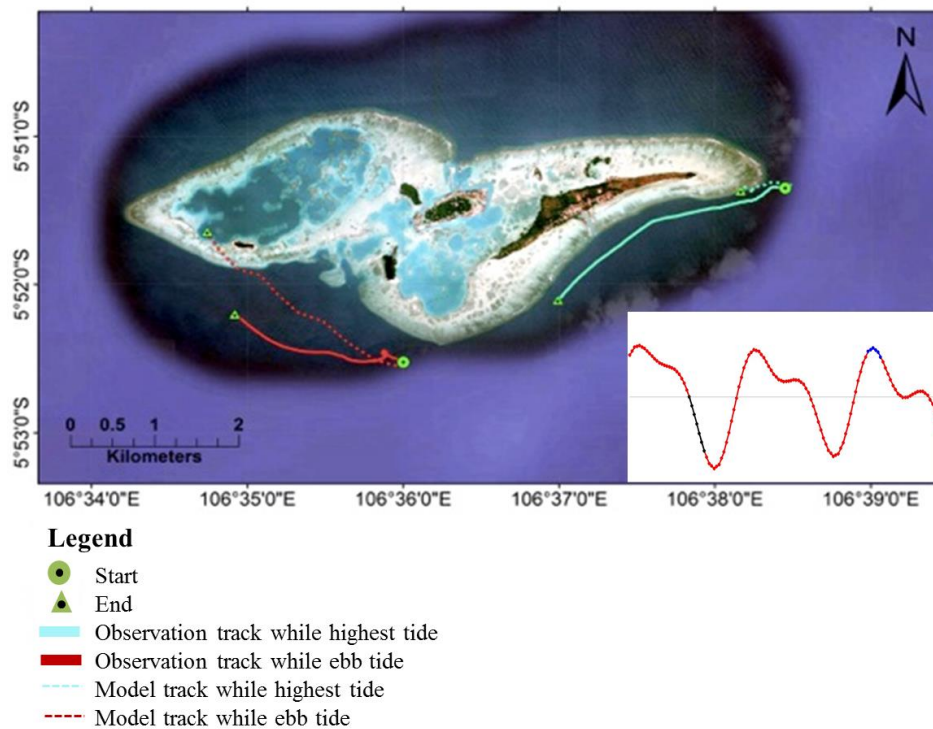 N
5°51'0"S
5°52'0"S
5°53'0"S
0 0.5 1 2
Kilometers
106°34'0"E 106°35'0"E 106°36'0"E 106°37'0"E 106°38'0"E 106°39'0"E
Legend
Start
End
Observation track while highest tide
Observation track while ebb tide
Model track while highest tide
Model track while ebb tide